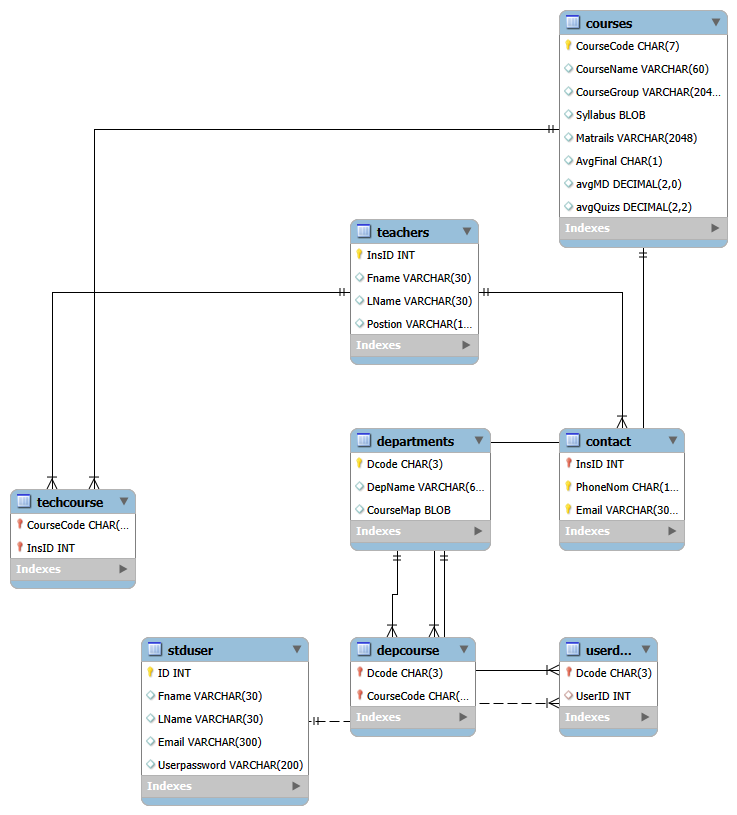 courses
CourseCode CHAR(7)
CourseName VARCHAR(60)
CourseGroup VARCHAR(204...
Syllabus BLOB
Matrails VARCHAR(2048)
AvgFinal CHAR(1)
avgMD DECIMAL(2,0)
avgQuizs DECIMAL(2,2)
Indexes
teachers
InsID INT
Fname VARCHAR(30)
LName VARCHAR(30)
Postion VARCHAR(1...
Indexes
departments
Dcode CHAR(3)
DepName VARCHAR(6...
CourseMap BLOB
Indexes
contact
InsID INT
PhoneNom CHAR(1...
Email VARCHAR(30...
Indexes
techcourse
CourseCode CHAR(...
InsID INT
Indexes
stduser
ID INT
Fname VARCHAR(30)
LName VARCHAR(30)
Email VARCHAR(300)
Userpassword VARCHAR(200)
Indexes
depcourse
Dcode CHAR(3)
CourseCode CHAR(...
Indexes
userd...
Dcode CHAR(3)
UserID INT
Indexes